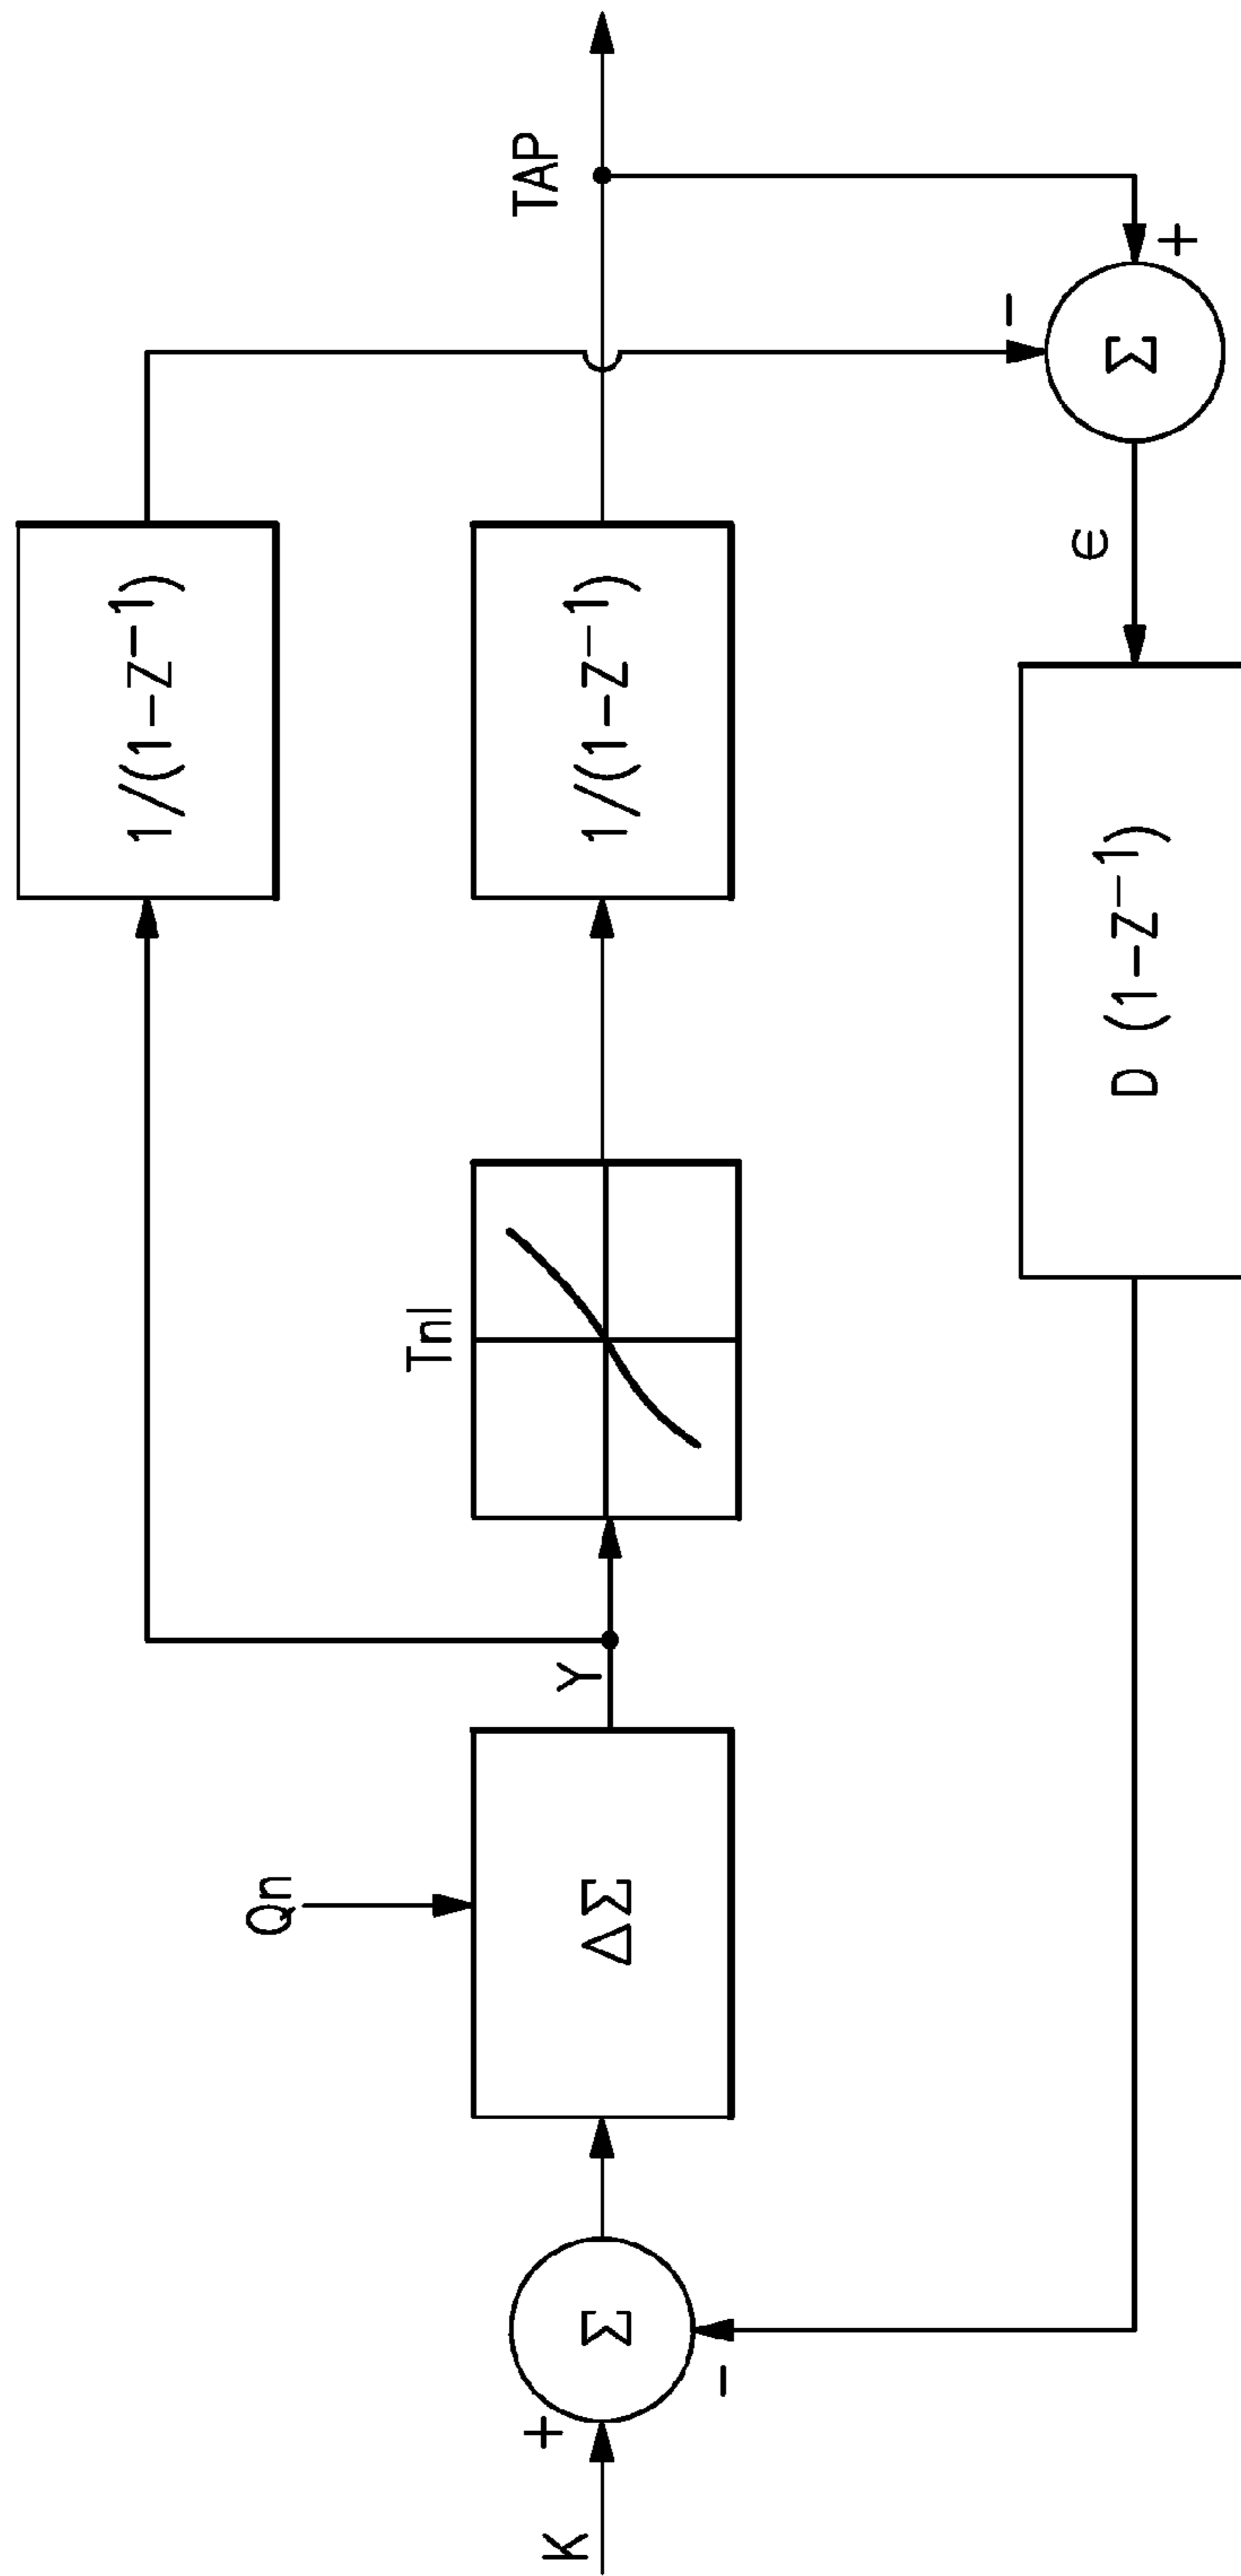 1/(1-Z⁻¹)
Qn
Tnl
K
+
Σ
-
ΔΣ
Y
1/(1-Z⁻¹)
TAP
-
+
Σ
ϵ
D (1-Z⁻¹)